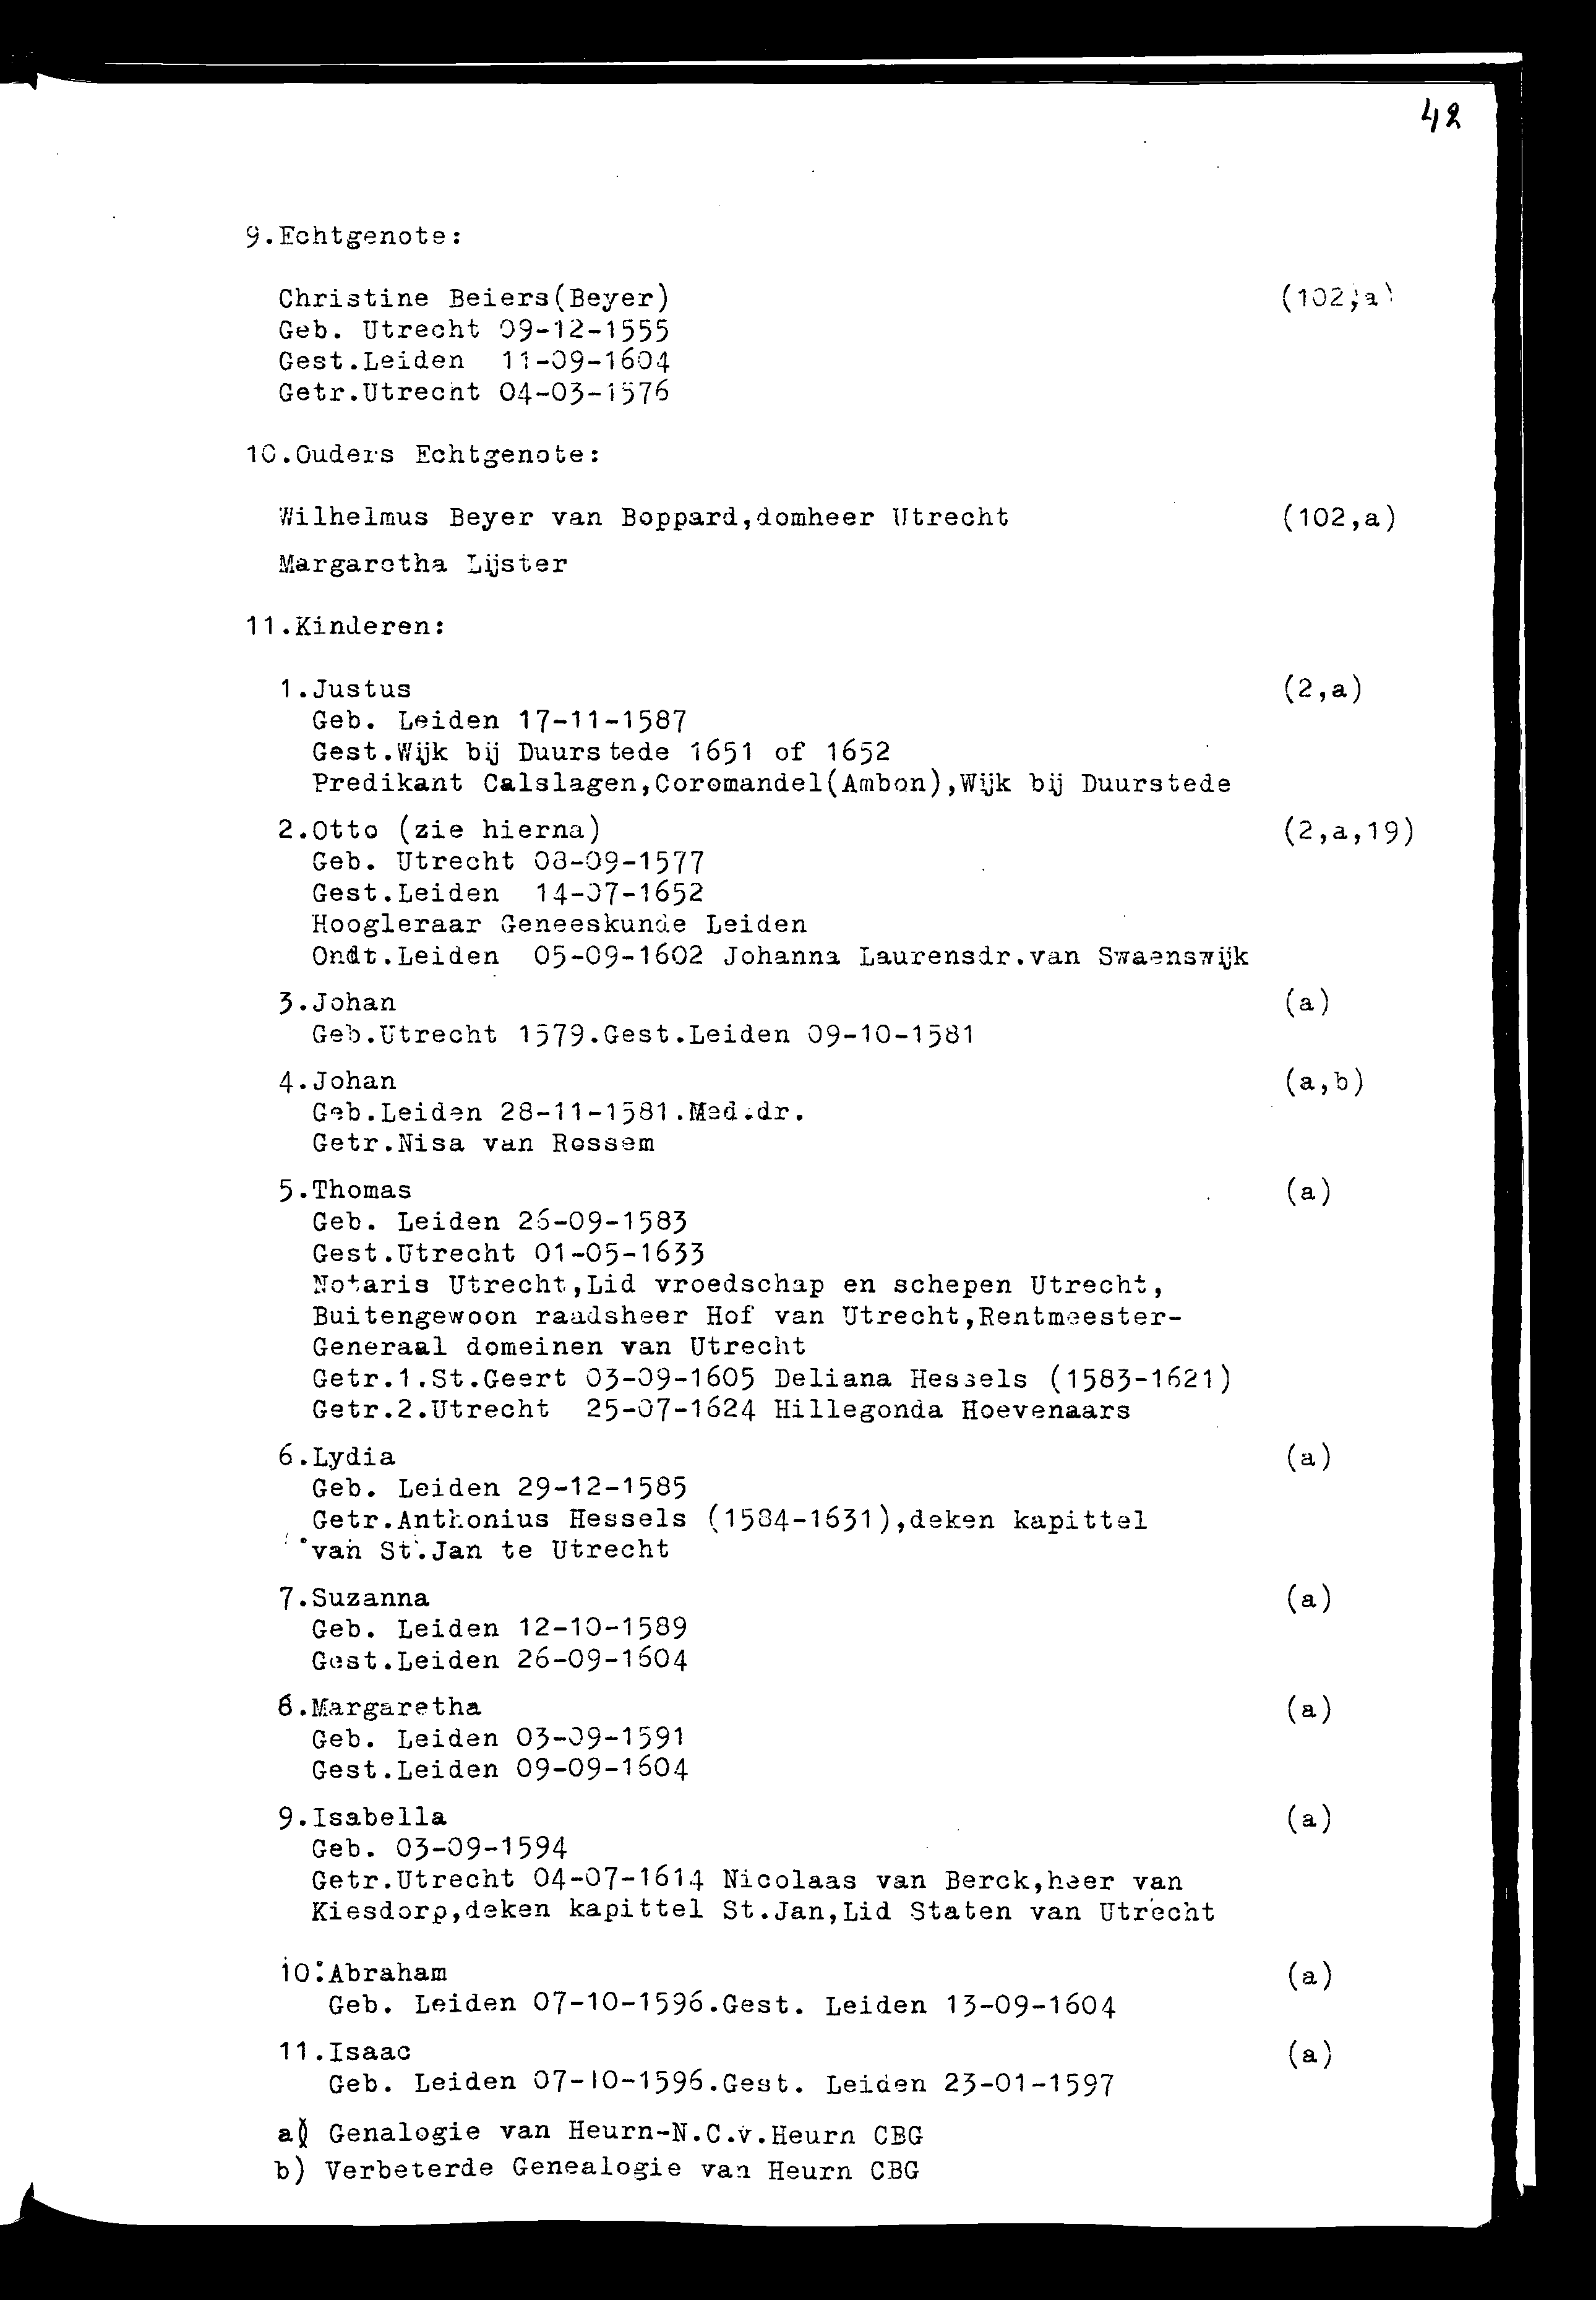 42
9.Echtgenote:
Christine Beiers(Beyer) (102,a)
Geb. Utrecht 09-12-1555
Gest.Leiden 11-09-1604
Getr.Utrecht 04-03-1576
10.Ouders Echtgenote:
Wilhelmus Beyer van Boppard,domheer Utrecht (102,a)
Margaretha Lijster
11.Kinderen:
1.Justus (2,a)
Geb. Leiden 17-11-1587
Gest.Wijk bij Duurstede 1651 of 1652
Predikant Calslagen,Coromandel(Ambon),Wijk bij Duurstede
2.Otto (zie hierna) (2,a,19)
Geb. Utrecht 08-09-1577
Gest.Leiden 14-07-1652
Hoogleraar Geneeskunde Leiden
Ondt.Leiden 05-09-1602 Johanna Laurensdr.van Swaenswijk
3.Johan (a)
Geb.Utrecht 1579.Gest.Leiden 09-10-1581
4.Johan (a,b)
Geb.Leiden 28-11-1581.Med.dr.
Getr.Nisa van Rossem
5.Thomas (a)
Geb. Leiden 26-09-1583
Gest.Utrecht 01-05-1633
Notaris Utrecht,Lid vroedschap en schepen Utrecht,
Buitengewoon raadsheer Hof van Utrecht,Rentmeester-
Generaal domeinen van Utrecht
Getr.1.St.Geert 03-09-1605 Deliana Hessels (1583-1621)
Getr.2.Utrecht 25-07-1624 Hillegonda Hoevenaars
6.Lydia (a)
Geb. Leiden 29-12-1585
Getr.Anthonius Hessels (1584-1631),deken kapittel
van St.Jan te Utrecht
7.Suzanna (a)
Geb. Leiden 12-10-1589
Gest.Leiden 26-09-1604
8.Margaretha (a)
Geb. Leiden 03-09-1591
Gest.Leiden 09-09-1604
9.Isabella (a)
Geb. 03-09-1594
Getr.Utrecht 04-07-1614 Nicolaas van Berck,heer van
Kiesdorp,deken kapittel St.Jan,Lid Staten van Utrecht
10.Abraham (a)
Geb. Leiden 07-10-1596.Gest. Leiden 13-09-1604
11.Isaac (a)
Geb. Leiden 07-10-1596.Gest. Leiden 23-01-1597
a) Genalogie van Heurn-N.C.v.Heurn CBG
b) Verbeterde Genealogie van Heurn CBG